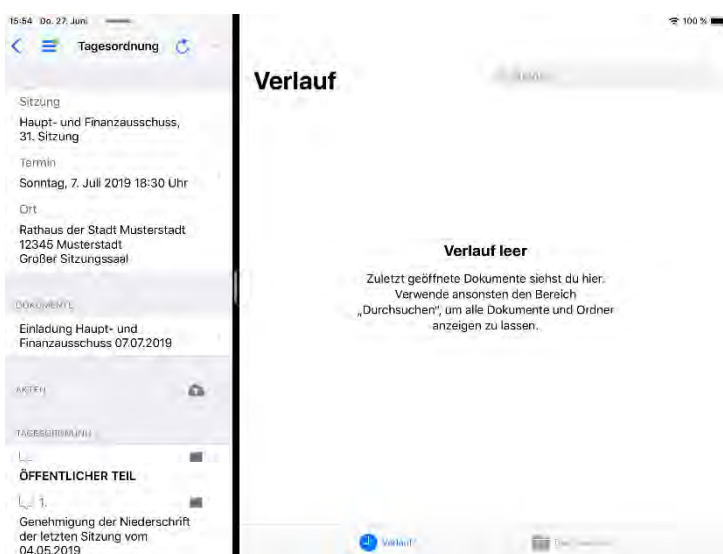 15:54 Do. 27. Juni
100 %
Tagesordnung
Sitzung
Haupt- und Finanzausschuss,
31. Sitzung
Termin
Sonntag, 7. Juli 2019 18:30 Uhr
Ort
Rathaus der Stadt Musterstadt
12345 Musterstadt
Großer Sitzungssaal
DOKUMENTE
Einladung Haupt- und
Finanzausschuss 07.07.2019
AKTEN
TAGESORDNUNG
ÖFFENTLICHER TEIL
1.
Genehmigung der Niederschrift
der letzten Sitzung vom
04.05.2019
Verlauf
Verlauf leer
Zuletzt geöffnete Dokumente siehst du hier.
Verwende ansonsten den Bereich
„Durchsuchen“, um alle Dokumente und Ordner
anzeigen zu lassen.
Verlauf